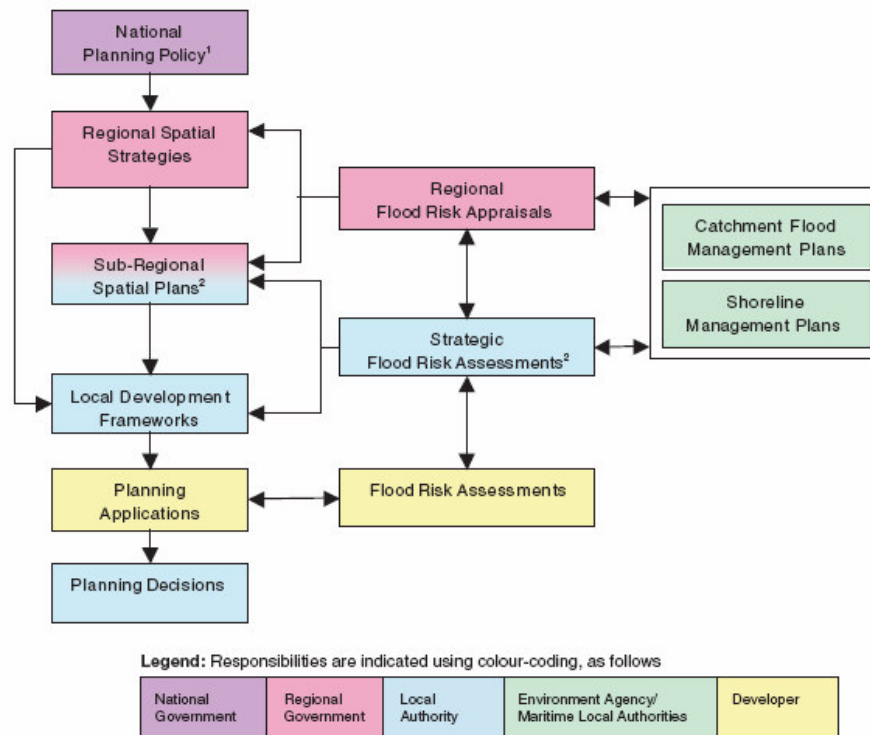 National
Planning Policy¹
Regional Spatial
Strategies
Regional
Flood Risk Appraisals
Catchment Flood
Management Plans
Sub-Regional
Spatial Plans²
Shoreline
Management Plans
Strategic
Flood Risk Assessments²
Local Development
Frameworks
Planning
Applications
Flood Risk Assessments
Planning Decisions
Legend: Responsibilities are indicated using colour-coding, as follows
National
Government
Regional
Government
Local
Authority
Environment Agency/
Maritime Local Authorities
Developer